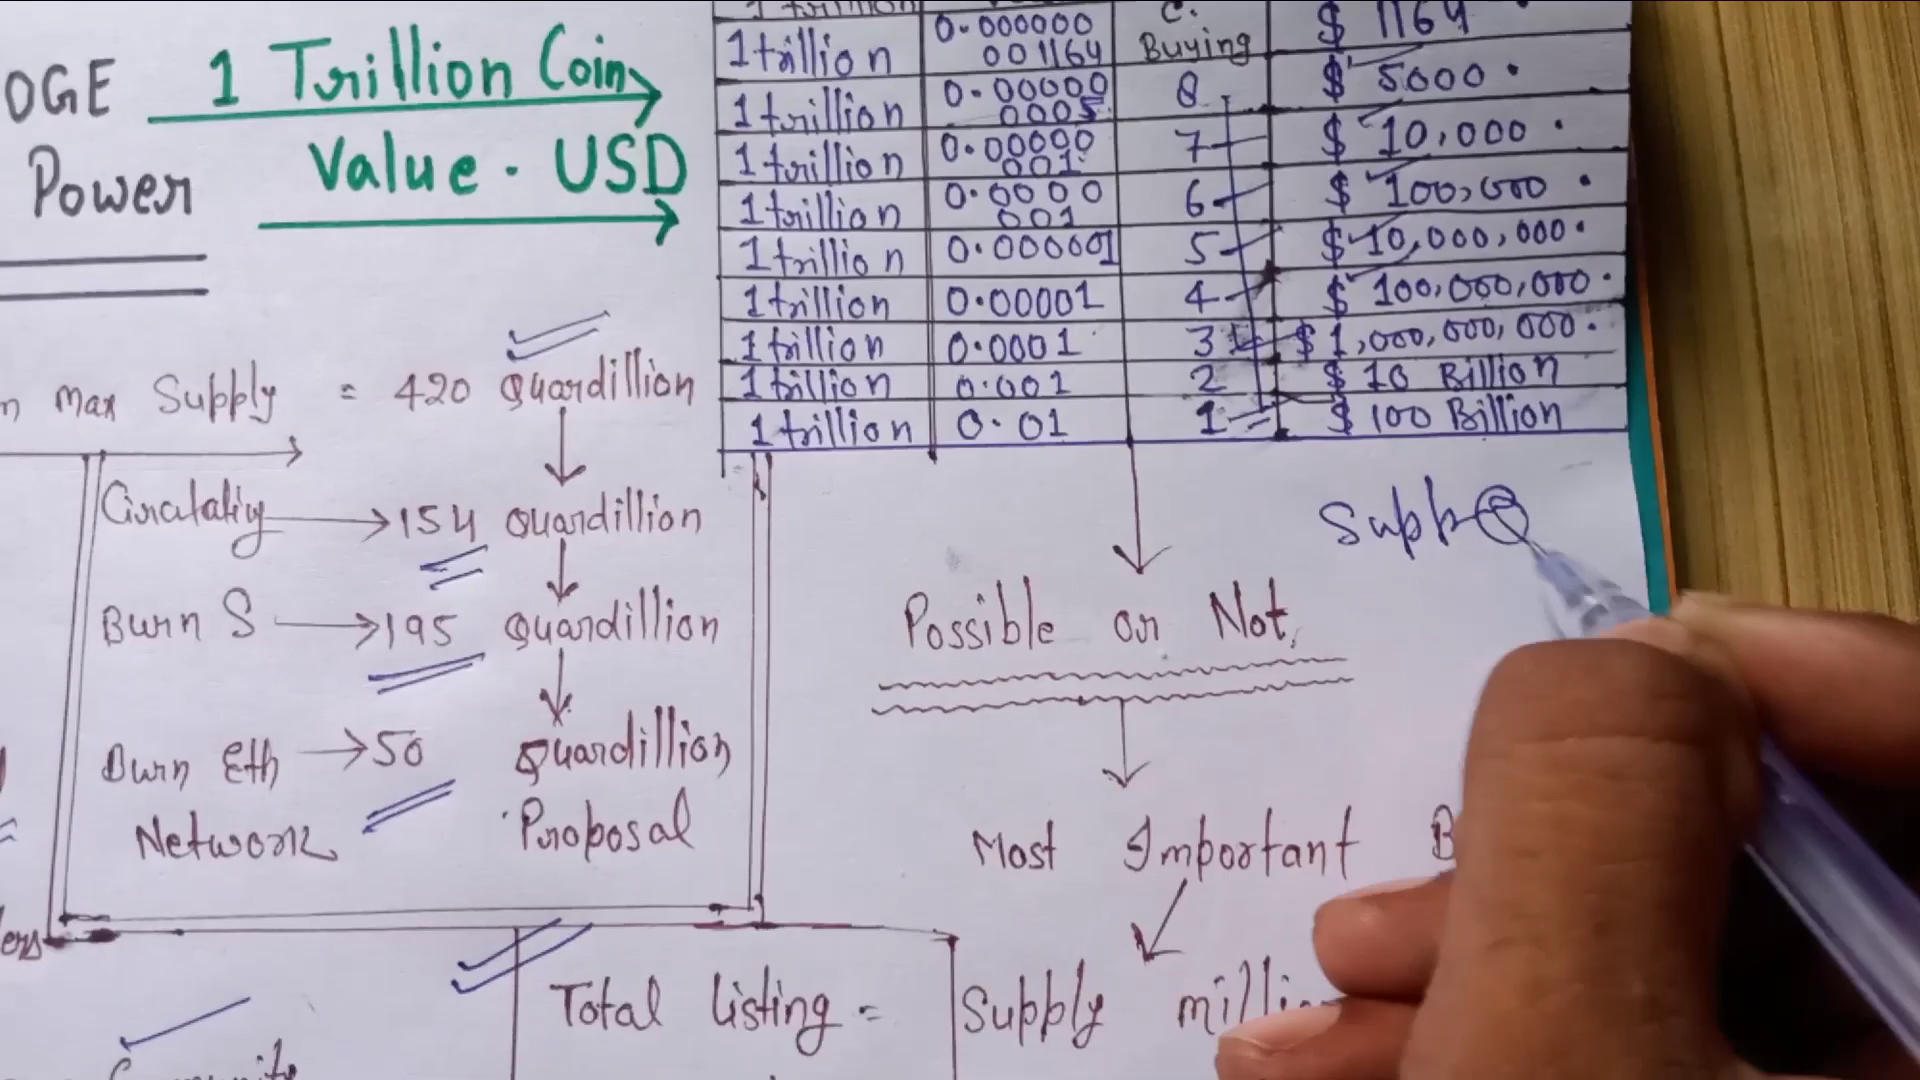 OGE
Power
1 Trillion Coin
Value. USD
1 trillion 0.000000 001164 C. Buying $ 1164
1 trillion 0.00000 0005 8 $ 5000
1 trillion 0.00000 001 7 $ 10,000
1 trillion 0.0000 001 6 $ 100,000
1 trillion 0.000001 5 $ 10,000,000
1 trillion 0.00001 4 $ 100,000,000
1 trillion 0.0001 3 $ 1,000,000,000
1 trillion 0.001 2 $ 10 Billion
1 trillion 0.01 1 $ 100 Billion
n max Supply = 420 Quardillion
154 Quardillion
Burn S 195 Quardillion
Burn Eth 50 Quardillion
Network Proposal
Possible or Not
Most Important B
Total listing =
Supply milli
ers